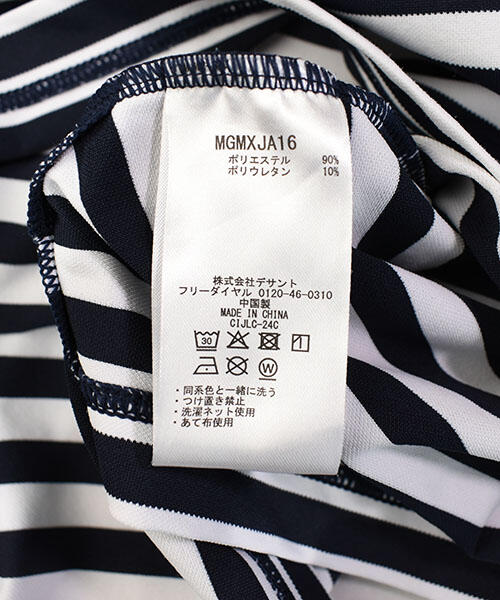 MGMXJA16
ポリエステル 90%
ポリウレタン 10%
株式会社デサント
フリーダイヤル 0120-46-0310
中国製
MADE IN CHINA
CIJLC-24C
30
W
・同系色と一緒に洗う
・つけ置き禁止
・洗濯ネット使用
・あて布使用